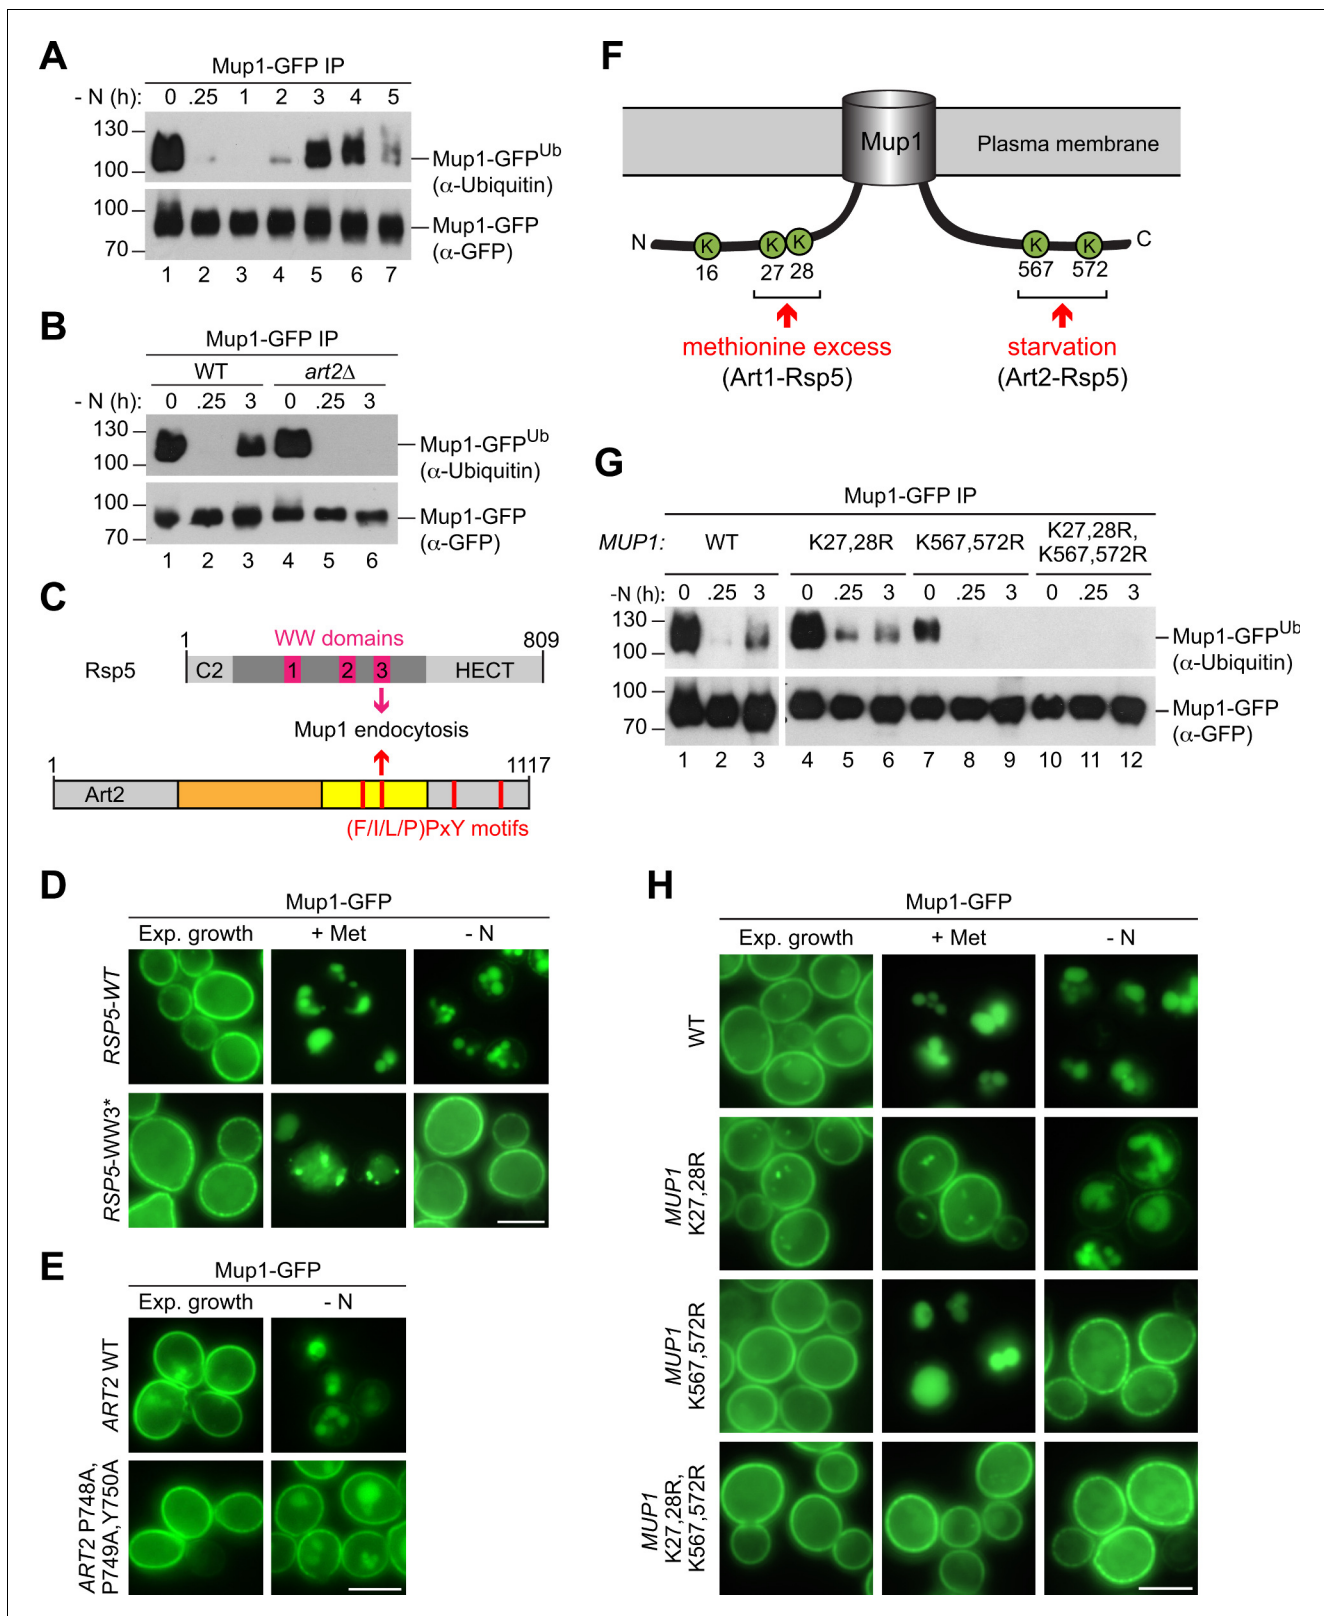 A
Mup1-GFP IP
- N (h): 0 .25 1 2 3 4 5
130
100
Mup1-GFPUb
(α-Ubiquitin)
100
70
Mup1-GFP
(α-GFP)
1 2 3 4 5 6 7
B
Mup1-GFP IP
WT art2Δ
- N (h): 0 .25 3 0 .25 3
130
100
Mup1-GFPUb
(α-Ubiquitin)
100
70
Mup1-GFP
(α-GFP)
1 2 3 4 5 6
C
1 WW domains 809
Rsp5 C2 1 2 3 HECT
Mup1 endocytosis
1 1117
Art2
(F/I/L/P)PxY motifs
D
Mup1-GFP
Exp. growth + Met - N
RSP5-WT
RSP5-WW3*
E
Mup1-GFP
Exp. growth - N
ART2 WT
ART2 P748A,
P749A,Y750A
F
Mup1 Plasma membrane
N K K K K K C
16 27 28 567 572
methionine excess starvation
(Art1-Rsp5) (Art2-Rsp5)
G
Mup1-GFP IP
MUP1: WT K27,28R K567,572R K27,28R,
K567,572R
-N (h): 0 .25 3 0 .25 3 0 .25 3 0 .25 3
130
100
Mup1-GFPUb
(α-Ubiquitin)
100
70
Mup1-GFP
(α-GFP)
1 2 3 4 5 6 7 8 9 10 11 12
H
Mup1-GFP
Exp. growth + Met - N
WT
MUP1
K27,28R
MUP1
K567,572R
MUP1
K27,28R,
K567,572R